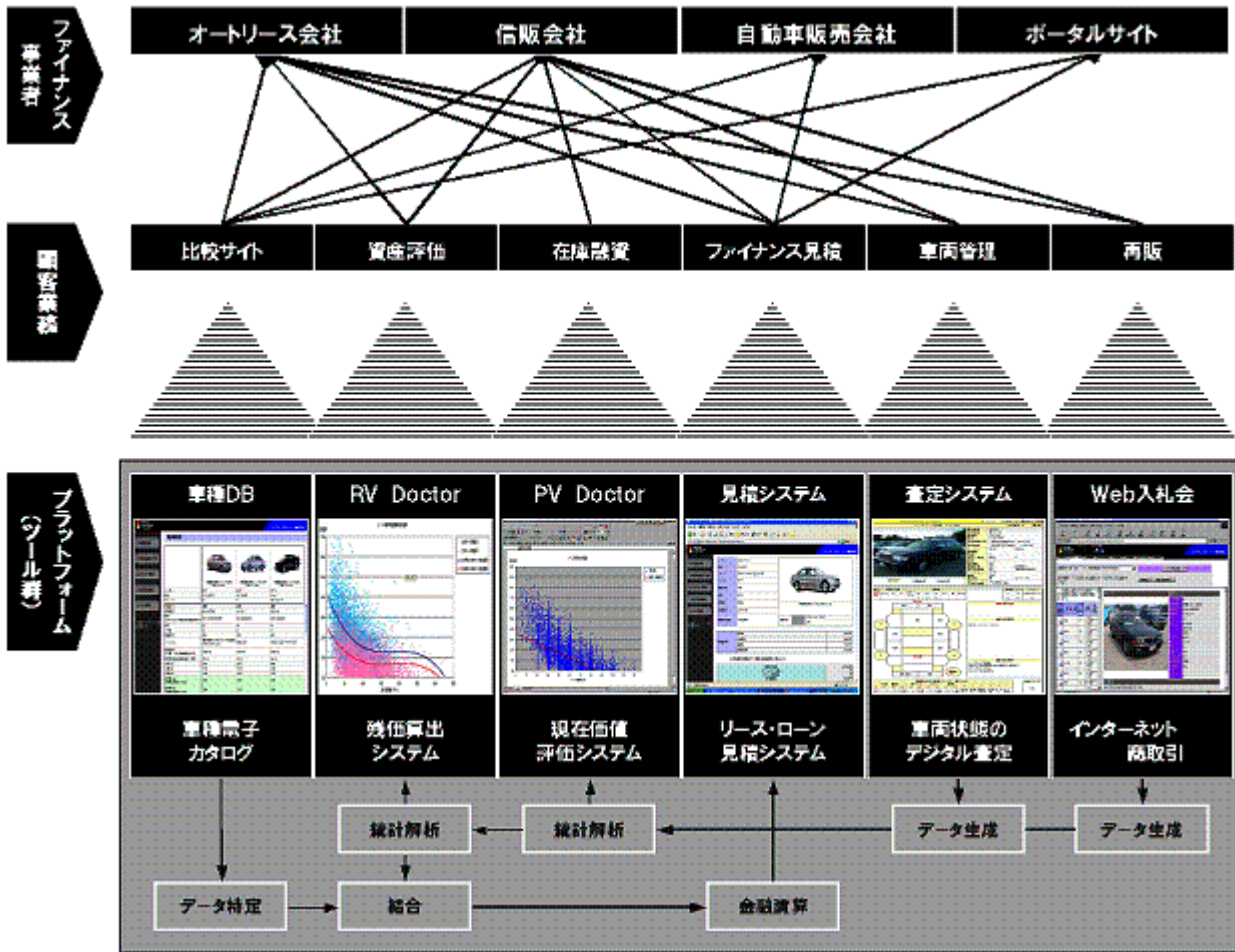 ファイナンス
事業者
オートリース会社
信販会社
自動車販売会社
ポータルサイト
顧客業務
比較サイト
資産評価
在庫融資
ファイナンス見積
車両管理
再販
プラットフォーム
（ツール群）
車種DB
RV Doctor
PV Doctor
見積システム
査定システム
Web入札会
車種電子
カタログ
残価算出
システム
現在価値
評価システム
リース・ローン
見積システム
車両状態の
デジタル査定
インターネット
商取引
統計解析
統計解析
データ生成
データ生成
データ特定
結合
金融演算